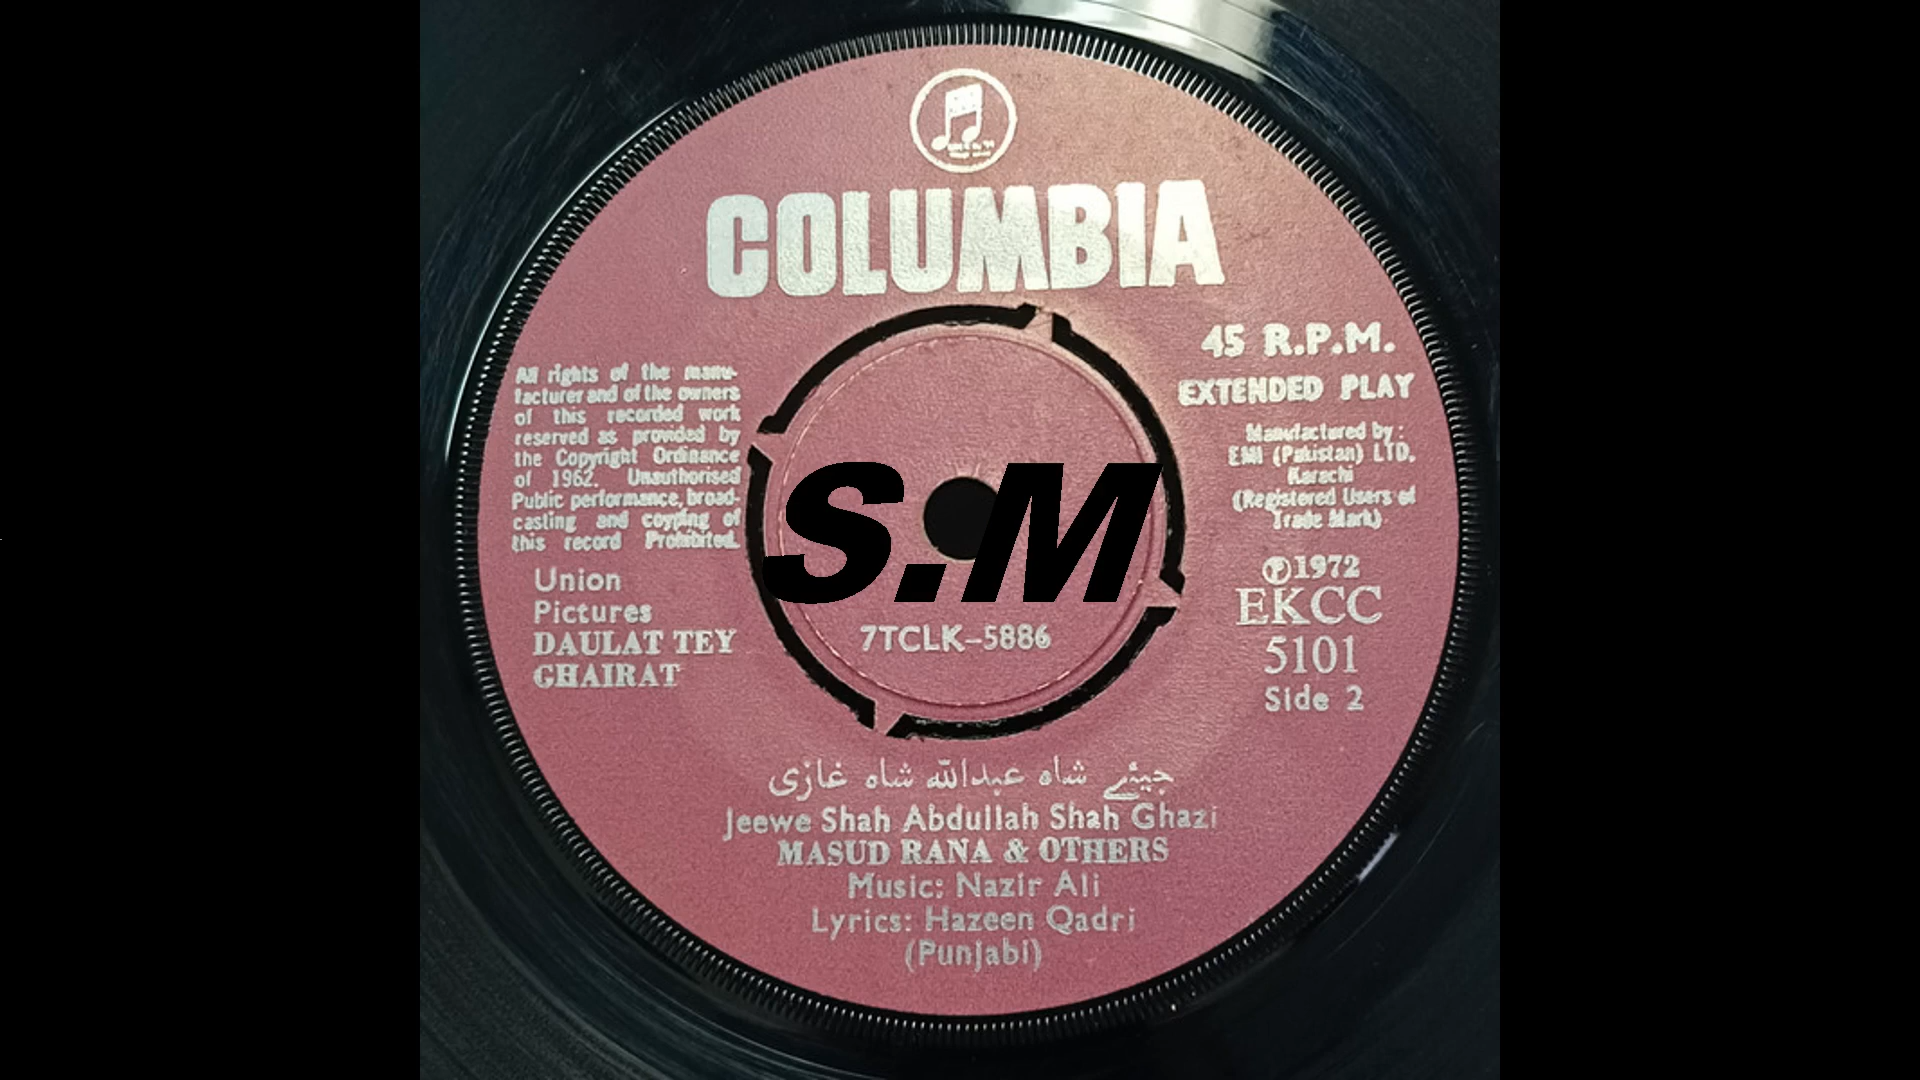 COLUMBIA
45 R.P.M.
EXTENDED PLAY
All rights of the manu-
facturer and of the owners
of this recorded work
reserved as provided by
the Copyright Ordinance
of 1962. Unauthorised
Public performance, broad-
casting and coyping of
this record Prohibited.
Manufactured by:
EMI (Pakistan) LTD,
Karachi
(Registered Users of
Trade Mark)
S.M
Union
Pictures
DAULAT TEY
GHAIRAT
7TCLK-5886
℗1972
EKCC
5101
Side 2
جیئے شاہ عبداللہ شاہ غازی
Jeewe Shah Abdullah Shah Ghazi
MASUD RANA & OTHERS
Music: Nazir Ali
Lyrics: Hazeen Qadri
(Punjabi)